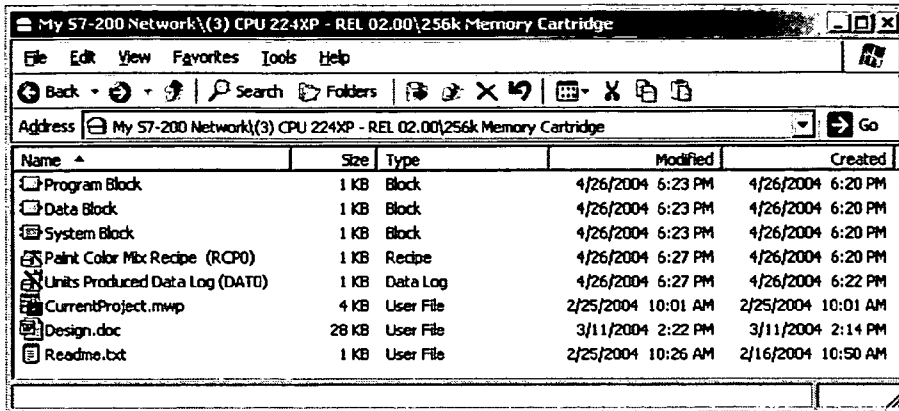 My S7-200 Network\(3) CPU 224XP - REL 02.00\256k Memory Cartridge
File Edit View Favorites Tools Help
Back Search Folders
Address My S7-200 Network\(3) CPU 224XP - REL 02.00\256k Memory Cartridge Go
Name Size Type Modified Created
Program Block 1 KB Block 4/26/2004 6:23 PM 4/26/2004 6:20 PM
Data Block 1 KB Block 4/26/2004 6:23 PM 4/26/2004 6:20 PM
System Block 1 KB Block 4/26/2004 6:23 PM 4/26/2004 6:20 PM
Paint Color Mix Recipe (RCP0) 1 KB Recipe 4/26/2004 6:27 PM 4/26/2004 6:20 PM
Units Produced Data Log (DAT0) 1 KB Data Log 4/26/2004 6:27 PM 4/26/2004 6:22 PM
CurrentProject.mwp 4 KB User File 2/25/2004 10:01 AM 2/25/2004 10:01 AM
Design.doc 28 KB User File 3/11/2004 2:22 PM 3/11/2004 2:14 PM
Readme.txt 1 KB User File 2/25/2004 10:26 AM 2/16/2004 10:50 AM